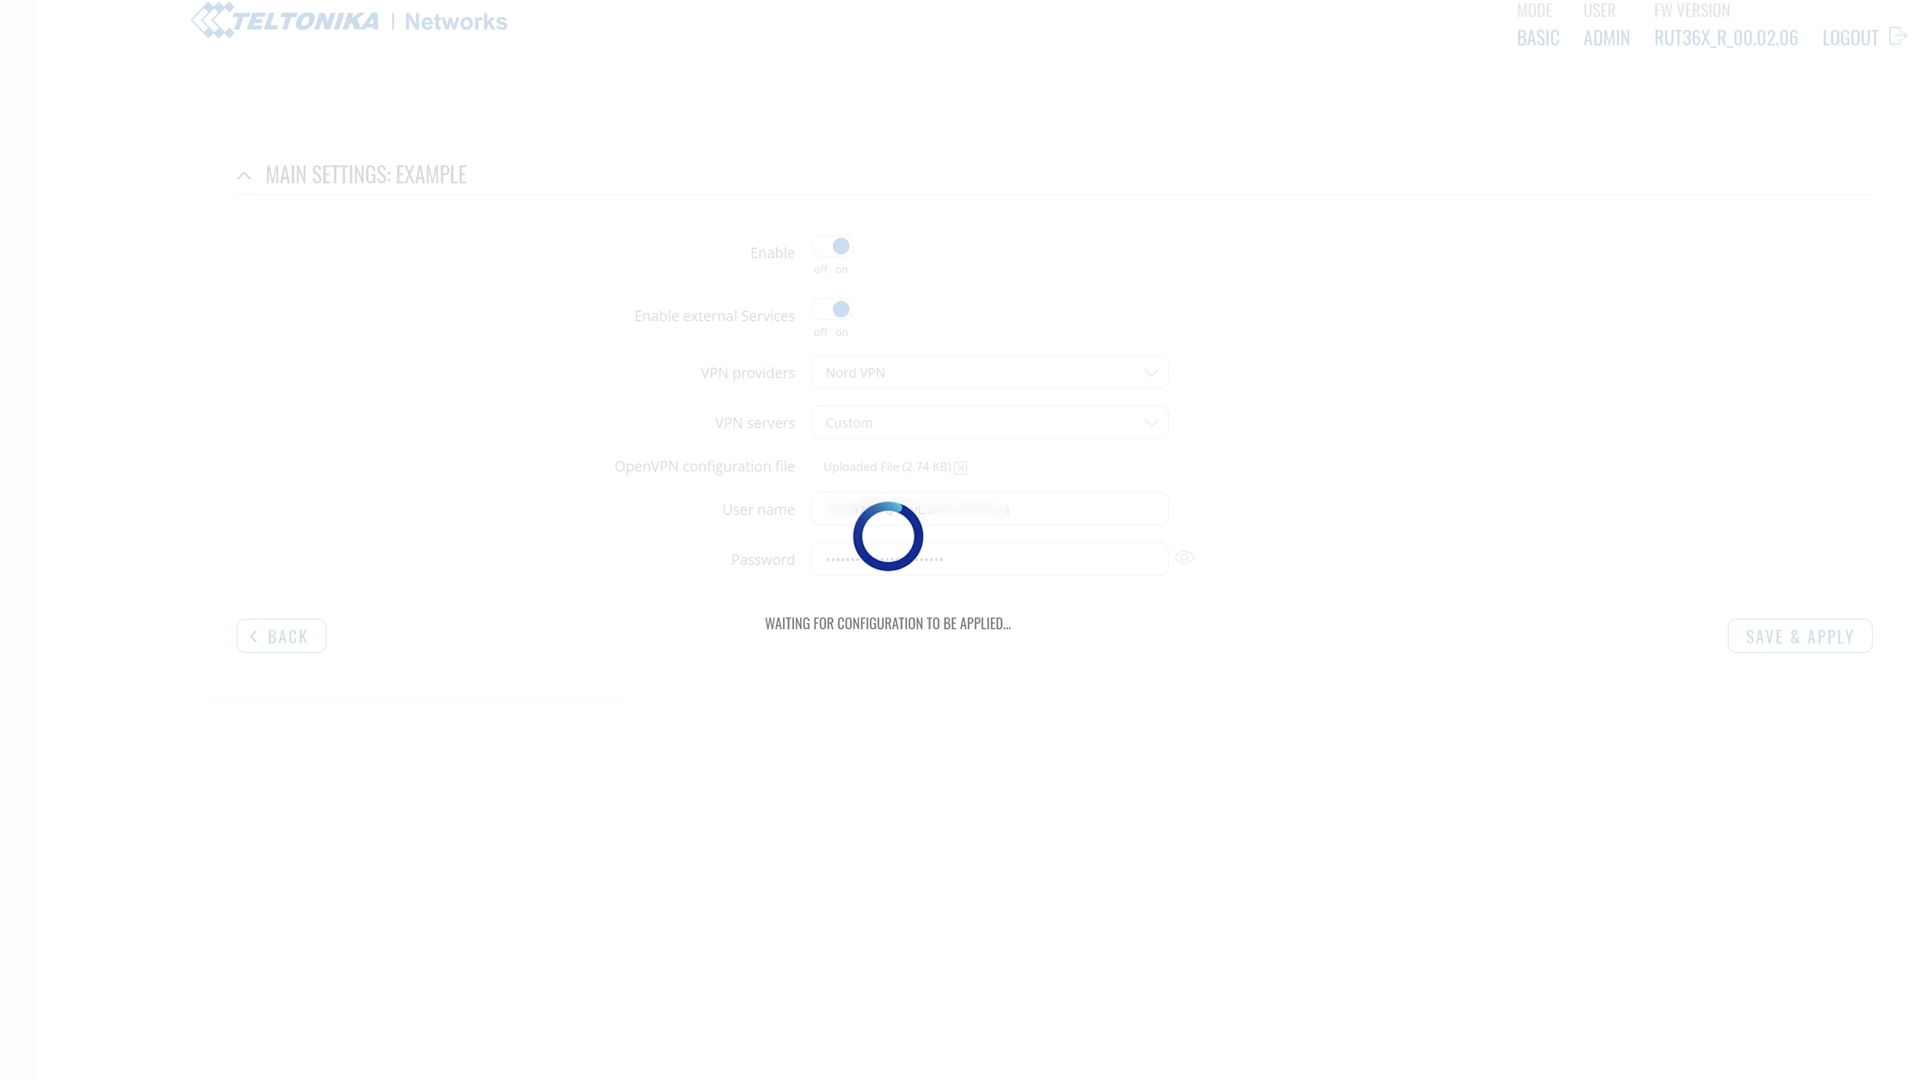 TELTONIKA | Networks
MODE USER FW VERSION
BASIC ADMIN RUT36X_R_00.02.06 LOGOUT
MAIN SETTINGS: EXAMPLE
Enable
off on
Enable external Services
off on
VPN providers Nord VPN
VPN servers Custom
OpenVPN configuration file Uploaded File (2.74 KB)
User name
Password
WAITING FOR CONFIGURATION TO BE APPLIED...
BACK
SAVE & APPLY